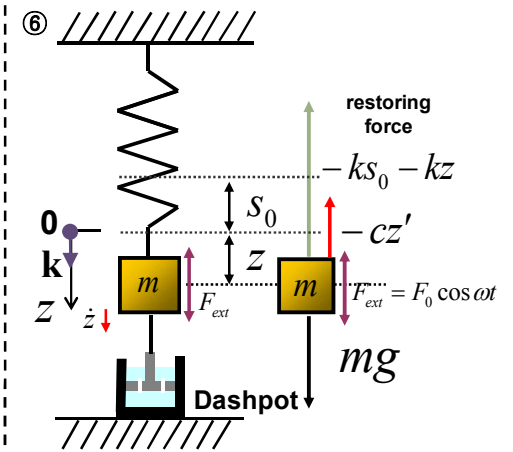 ⑥
restoring
force
−ks₀ − kz
s₀
−cz′
0
z
k
m
m
F_ext
F_ext = F₀ cos ωt
z
ż
mg
Dashpot